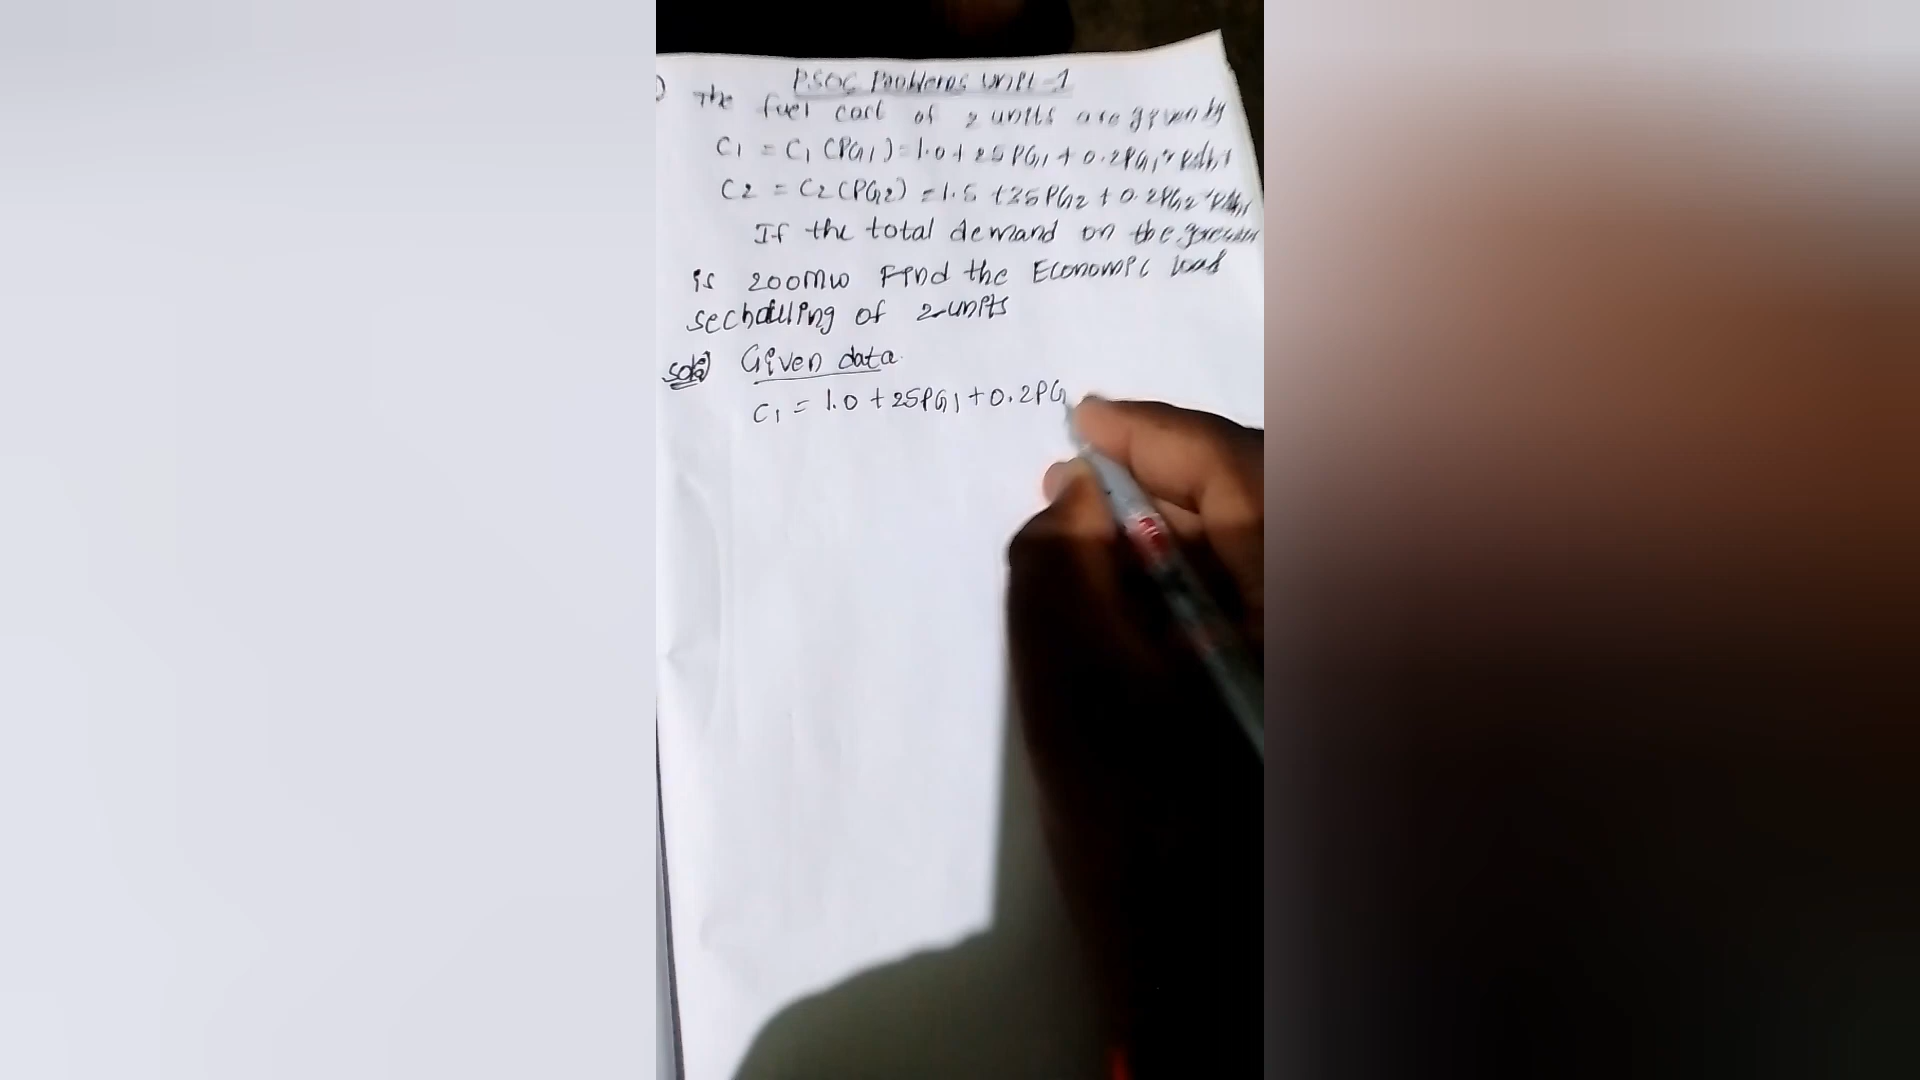 PSOC Problems Unit-1
) The fuel cost of 2 units are given by
C1 = C1 (PG1) = 1.0 + 25 PG1 + 0.2PG1²
C2 = C2 (PG2) = 1.5 + 35 PG2 + 0.2PG2²
If the total demand on the
is 200MW Find the Economic load
of 2-units
Given data
C1 = 1.0 + 25PG1 + 0.2PG